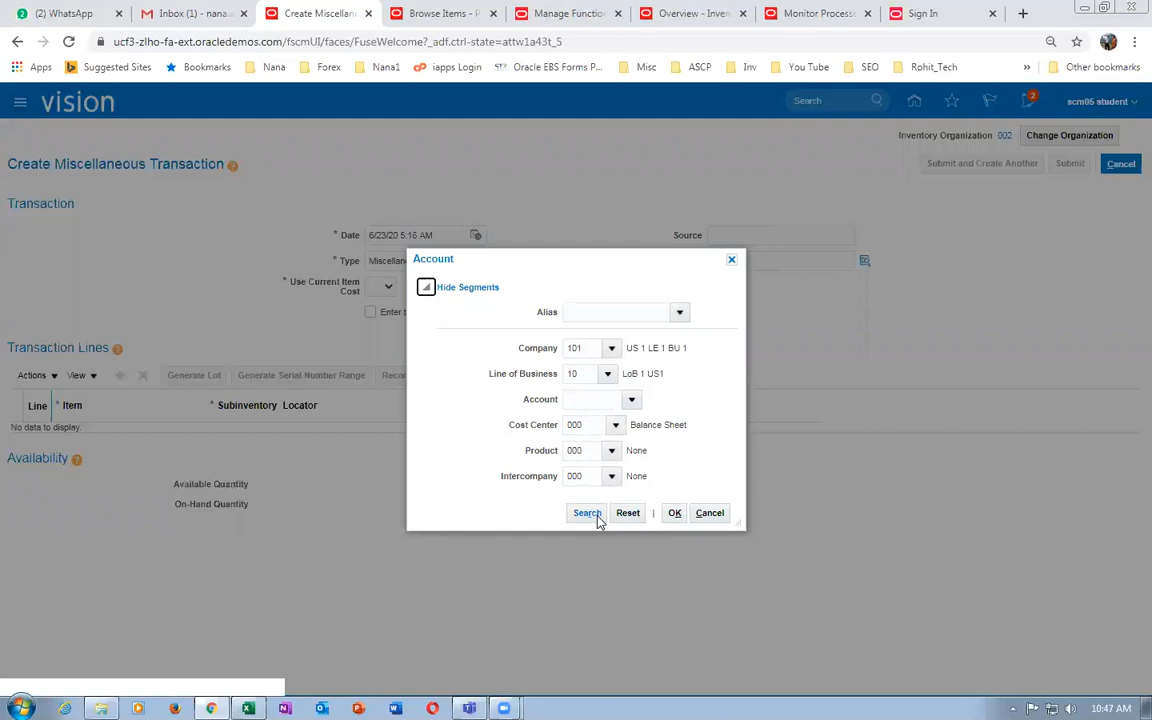 (2) WhatsApp
Inbox (1) - nanaa
Create Miscellane
Browse Items - P
Manage Functio
Overview - Inven
Monitor Processe
Sign In
ucf3-zlho-fa-ext.oracledemos.com/fscmUI/faces/FuseWelcome?_adf.ctrl-state=attw1a43t_5
Apps Suggested Sites Bookmarks Nana Forex Nana1 iapps Login Oracle EBS Forms P... Misc ASCP Inv You Tube SEO Rohit_Tech » Other bookmarks
vision
Search
2
scm05 student
Inventory Organization 002 Change Organization
Create Miscellaneous Transaction
Submit and Create Another Submit Cancel
Transaction
* Date 6/23/20 5:16 AM
Source
* Type Miscellan
* Use Current Item Cost
Enter t
Account
Hide Segments
Alias
Company 101 US 1 LE 1 BU 1
Line of Business 10 LoB 1 US1
Account
Cost Center 000 Balance Sheet
Product 000 None
Intercompany 000 None
Search Reset | OK Cancel
Transaction Lines
Actions View Generate Lot Generate Serial Number Range Reco
Line * Item * Subinventory Locator
No data to display.
Availability
Available Quantity
On-Hand Quantity
10:47 AM